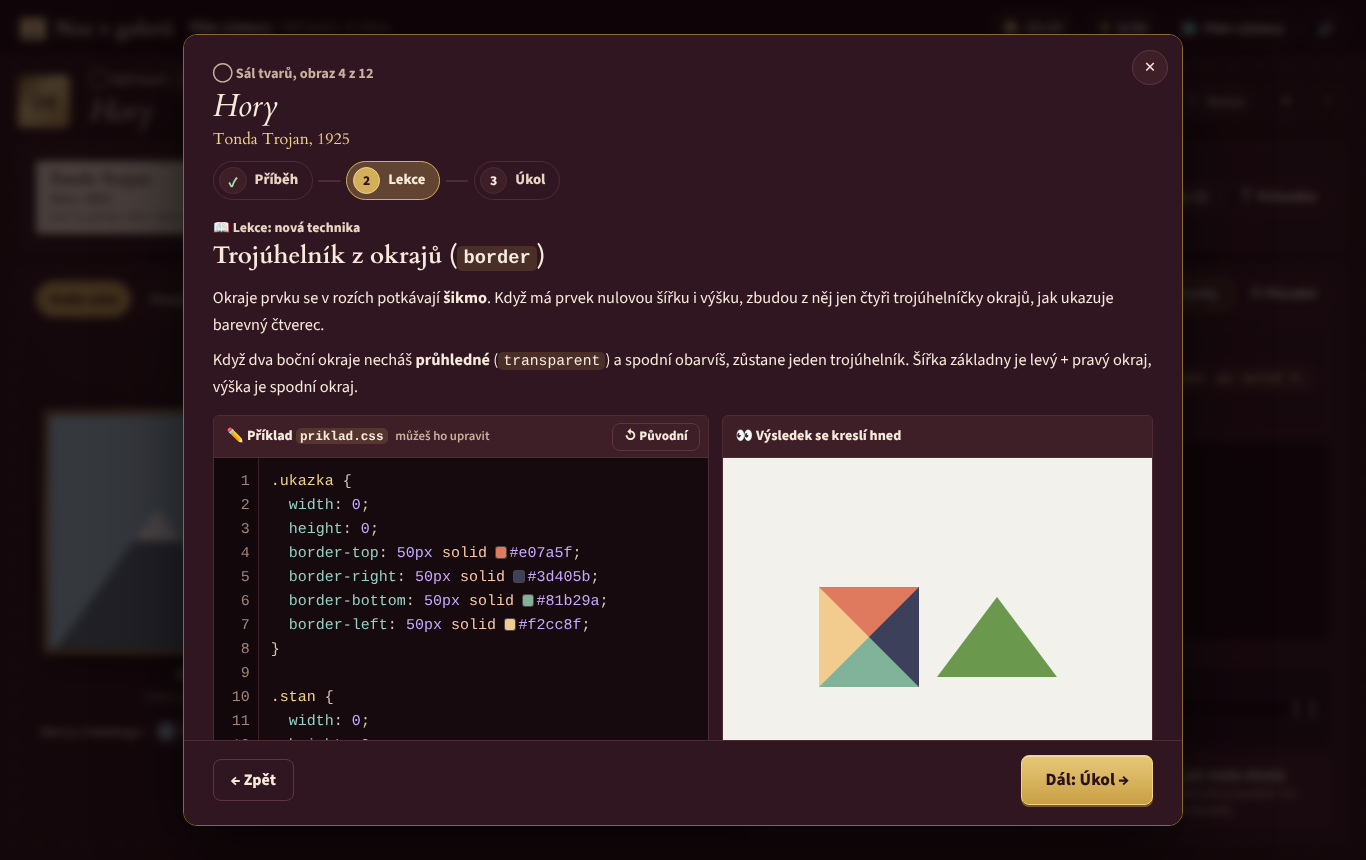 Sál tvarů, obraz 4 z 12
Hory
Tonda Trojan, 1925
✓ Příběh
2 Lekce
3 Úkol
📖 Lekce: nová technika
Trojúhelník z okrajů (border)
Okraje prvku se v rozích potkávají šikmo. Když má prvek nulovou šířku i výšku, zbudou z něj jen čtyři trojúhelníčky okrajů, jak ukazuje
barevný čtverec.
Když dva boční okraje necháš průhledné (transparent) a spodní obarvíš, zůstane jeden trojúhelník. Šířka základny je levý + pravý okraj,
výška je spodní okraj.
✏️ Příklad priklad.css můžeš ho upravit
↺ Původní
👀 Výsledek se kreslí hned
1 .ukazka {
2 width: 0;
3 height: 0;
4 border-top: 50px solid #e07a5f;
5 border-right: 50px solid #3d405b;
6 border-bottom: 50px solid #81b29a;
7 border-left: 50px solid #f2cc8f;
8 }
9
10 .stan {
11 width: 0;
← Zpět
Dál: Úkol →